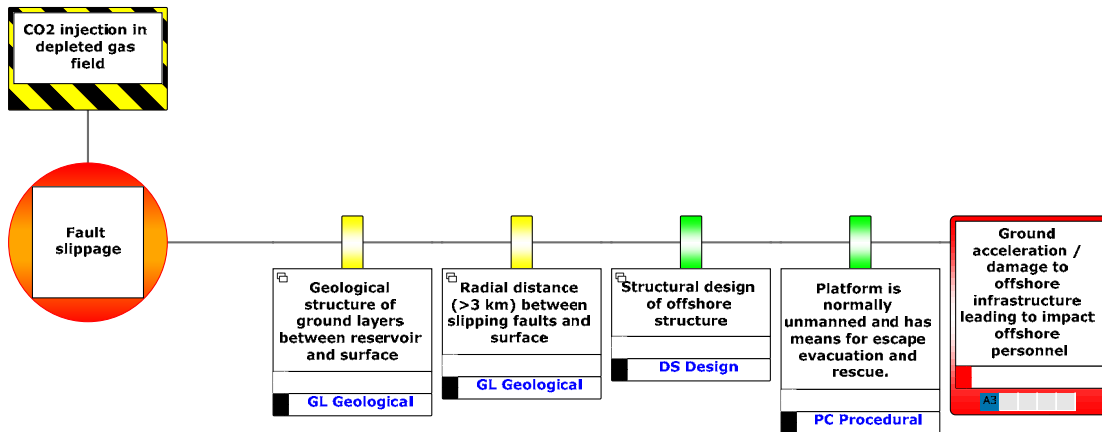 CO2 injection in
depleted gas
field
Fault
slippage
Geological
structure of
ground layers
between reservoir
and surface
GL Geological
Radial distance
(>3 km) between
slipping faults and
surface
GL Geological
Structural design
of offshore
structure
DS Design
Platform is
normally
unmanned and has
means for escape
evacuation and
rescue.
PC Procedural
Ground
acceleration /
damage to
offshore
infrastructure
leading to impact
offshore
personnel
A3